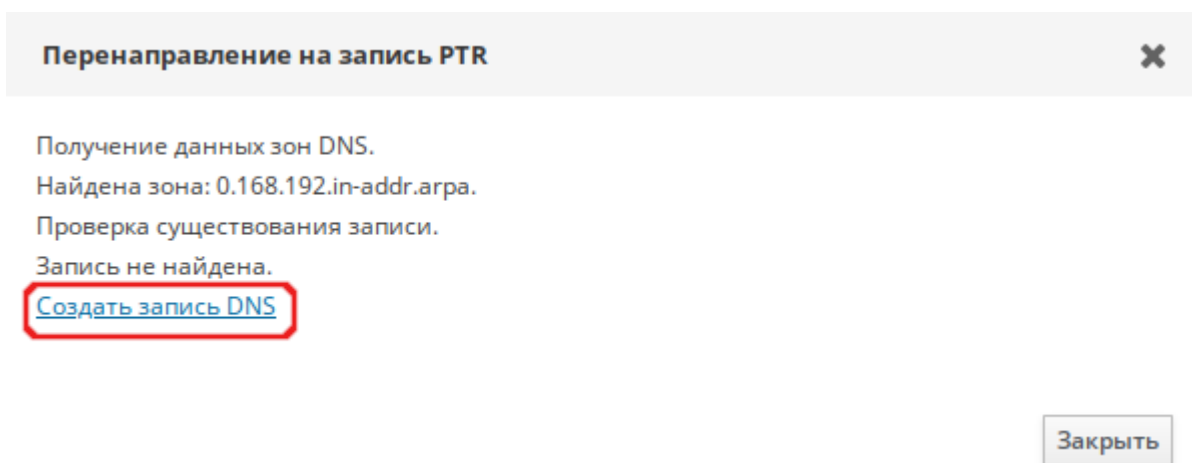 Перенаправление на запись PTR
Получение данных зон DNS.
Найдена зона: 0.168.192.in-addr.arpa.
Проверка существования записи.
Запись не найдена.
Создать запись DNS
Закрыть